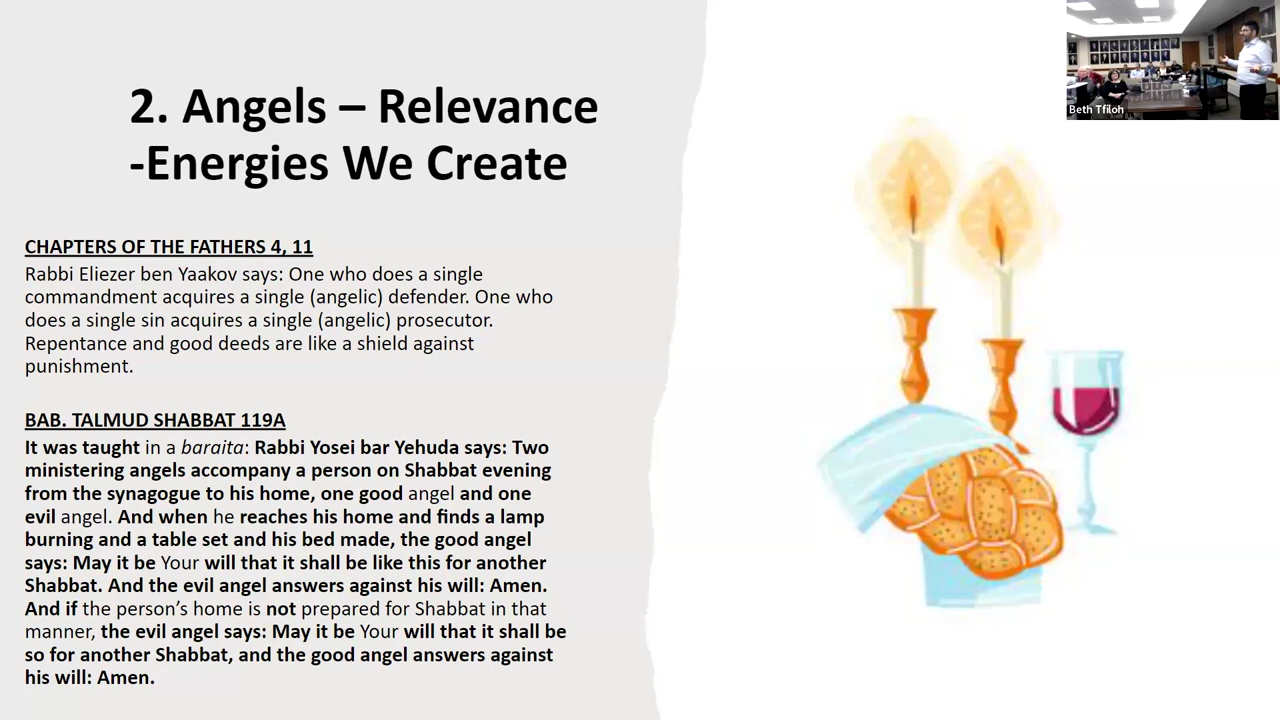 2. Angels – Relevance
-Energies We Create
CHAPTERS OF THE FATHERS 4, 11
Rabbi Eliezer ben Yaakov says: One who does a single
commandment acquires a single (angelic) defender. One who
does a single sin acquires a single (angelic) prosecutor.
Repentance and good deeds are like a shield against
punishment.
BAB. TALMUD SHABBAT 119A
It was taught in a baraita: Rabbi Yosei bar Yehuda says: Two
ministering angels accompany a person on Shabbat evening
from the synagogue to his home, one good angel and one
evil angel. And when he reaches his home and finds a lamp
burning and a table set and his bed made, the good angel
says: May it be Your will that it shall be like this for another
Shabbat. And the evil angel answers against his will: Amen.
And if the person’s home is not prepared for Shabbat in that
manner, the evil angel says: May it be Your will that it shall be
so for another Shabbat, and the good angel answers against
his will: Amen.
Beth Tfiloh